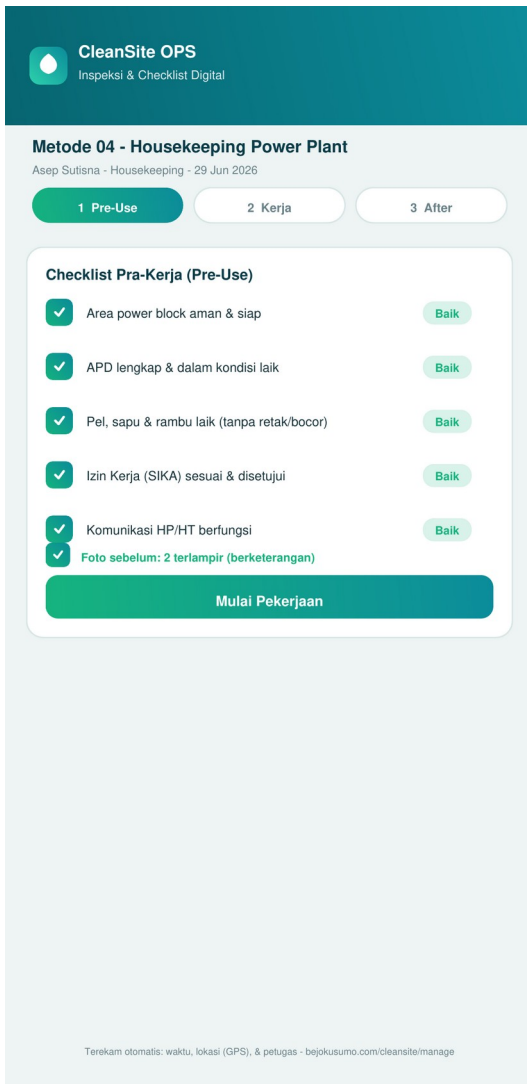 CleanSite OPS
Inspeksi & Checklist Digital
Metode 04 - Housekeeping Power Plant
Asep Sutisna - Housekeeping - 29 Jun 2026
1 Pre-Use
2 Kerja
3 After
Checklist Pra-Kerja (Pre-Use)
Area power block aman & siap
Baik
APD lengkap & dalam kondisi laik
Baik
Pel, sapu & rambu laik (tanpa retak/bocor)
Baik
Izin Kerja (SIKA) sesuai & disetujui
Baik
Komunikasi HP/HT berfungsi
Baik
Foto sebelum: 2 terlampir (berketerangan)
Mulai Pekerjaan
Terekam otomatis: waktu, lokasi (GPS), & petugas - bejokusumo.com/cleansite/manage